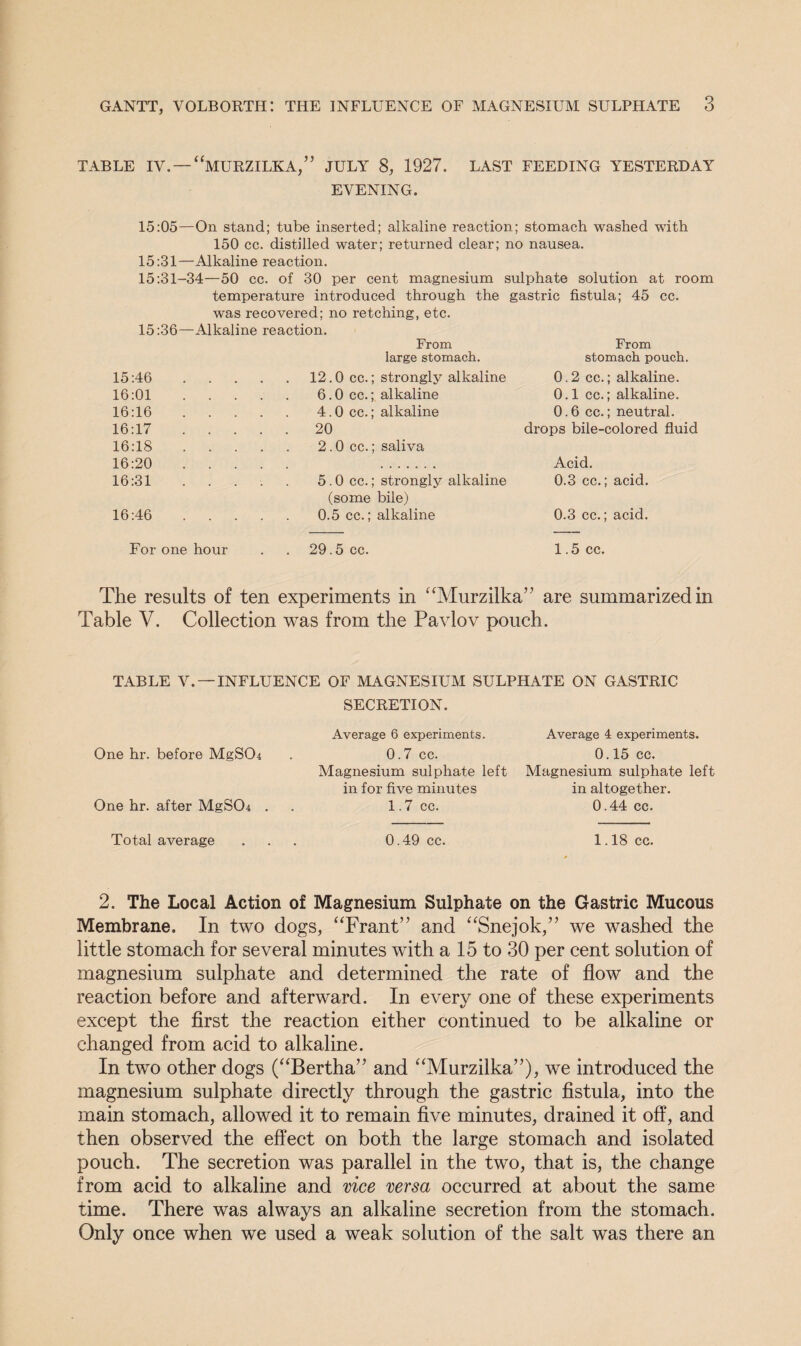 GANTT, VOLBORTH: THE INFLUENCE OF MAGNESIUM SULPHATE 3
TABLE IV.—“MURZILKA,” JULY 8, 1927. LAST FEEDING YESTERDAY
EVENING.
15:05—On stand; tube inserted; alkaline reaction; stomach washed with
150 cc. distilled water; returned clear; no nausea.
15:31—Alkaline reaction.
15:31-34—50 cc. of 30 per cent magnesium sulphate solution at room
temperature introduced through the gastric fistula; 45 cc.
was recovered; no retching, etc.
15:36—Alkaline reaction.
From From
large stomach. stomach pouch.
15:46 . . . . . 12.0 cc.; strongly alkaline 0.2 cc.; alkaline.
16:01 . . . . . 6.0 cc.; alkaline 0.1 cc.; alkaline.
16:16 . . . . . 4.0 cc.; alkaline 0.6 cc.; neutral.
16:17 . . . . . 20 drops bile-colored fluid
16:18 . . . . . 2.0 cc.; saliva
16:20 . . . . . ....... Acid.
16:31 . . . . . 5.0 cc.; strongly alkaline 0.3 cc.; acid.
(some bile)
16:46 . . . . . 0.5 cc.; alkaline 0.3 cc.; acid.
For one hour . . 29.5 cc. 1.5 cc.
The results of ten experiments in “Murzilka” are summarized in
Table V. Collection was from the Pavlov pouch.
TABLE V.—INFLUENCE OF MAGNESIUM SULPHATE ON GASTRIC
SECRETION.
Average 6 experiments. Average 4 experiments.
One hr. before MgSO4 . 0.7 cc. 0.15 cc.
Magnesium sulphate left Magnesium sulphate left
in for five minutes in altogether.
One hr. after MgSO4 . . 1.7 cc. 0.44 cc.
Total average . . . 0.49 cc. 1.18 cc.
2. The Local Action of Magnesium Sulphate on the Gastric Mucous
Membrane. In two dogs, “Frant” and “Snejok,” we washed the
little stomach for several minutes with a 15 to 30 per cent solution of
magnesium sulphate and determined the rate of flow and the
reaction before and afterward. In every one of these experiments
except the first the reaction either continued to be alkaline or
changed from acid to alkaline.
In two other dogs (“Bertha” and “Murzilka”), we introduced the
magnesium sulphate directly through the gastric fistula, into the
main stomach, allowed it to remain five minutes, drained it off, and
then observed the effect on both the large stomach and isolated
pouch. The secretion was parallel in the two, that is, the change
from acid to alkaline and vice versa occurred at about the same
time. There was always an alkaline secretion from the stomach.
Only once when we used a weak solution of the salt was there an